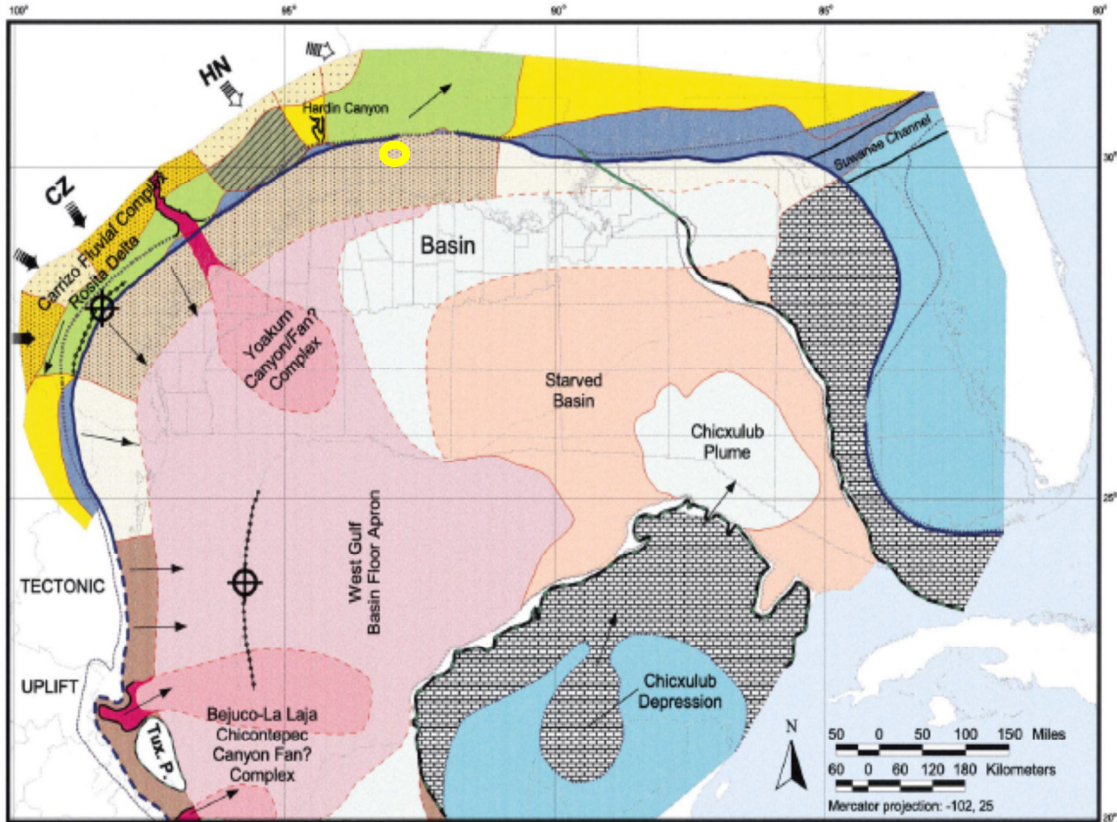 100°
95°
90°
85°
HN
Hardin Canyon
30°
Suwanee Channel
CZ
Carrizo Fluvial Complex
Rosita Delta
Basin
Yoakum
Canyon/Fan?
Complex
Starved
Basin
Chicxulub
Plume
25°
West Gulf
Basin Floor Apron
TECTONIC
UPLIFT
Chicxulub
Depression
Bejuco-La Laja
Chicontepec
Canyon Fan?
Complex
Tux. P.
N
50 0 50 100 150 Miles
60 0 60 120 180 Kilometers
Mercator projection: -102, 25
20°